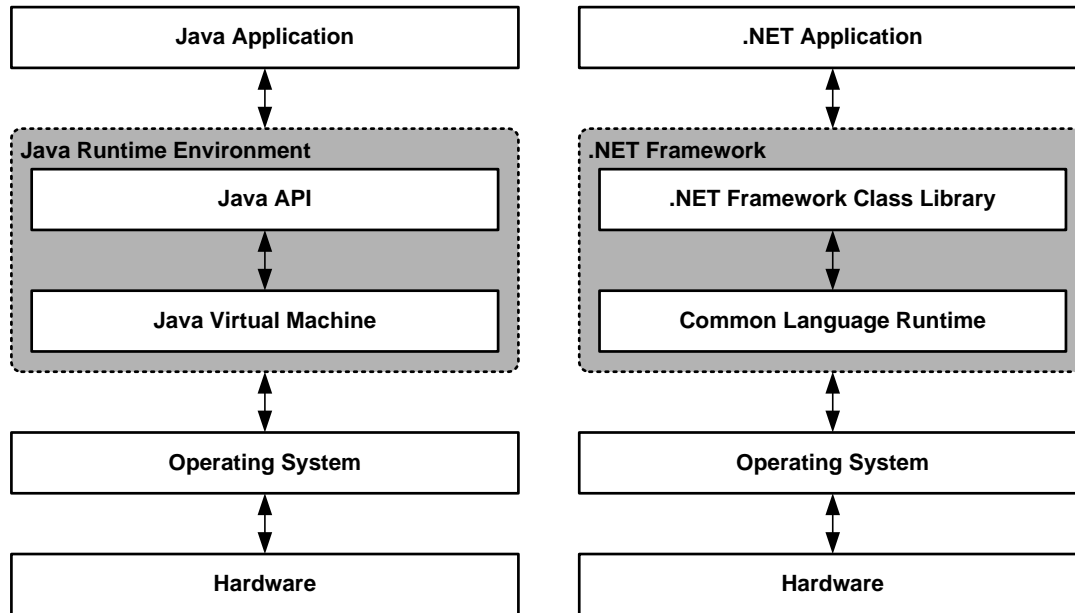 Java Application
Java Runtime Environment
Java API
Java Virtual Machine
Operating System
Hardware
.NET Application
.NET Framework
.NET Framework Class Library
Common Language Runtime
Operating System
Hardware